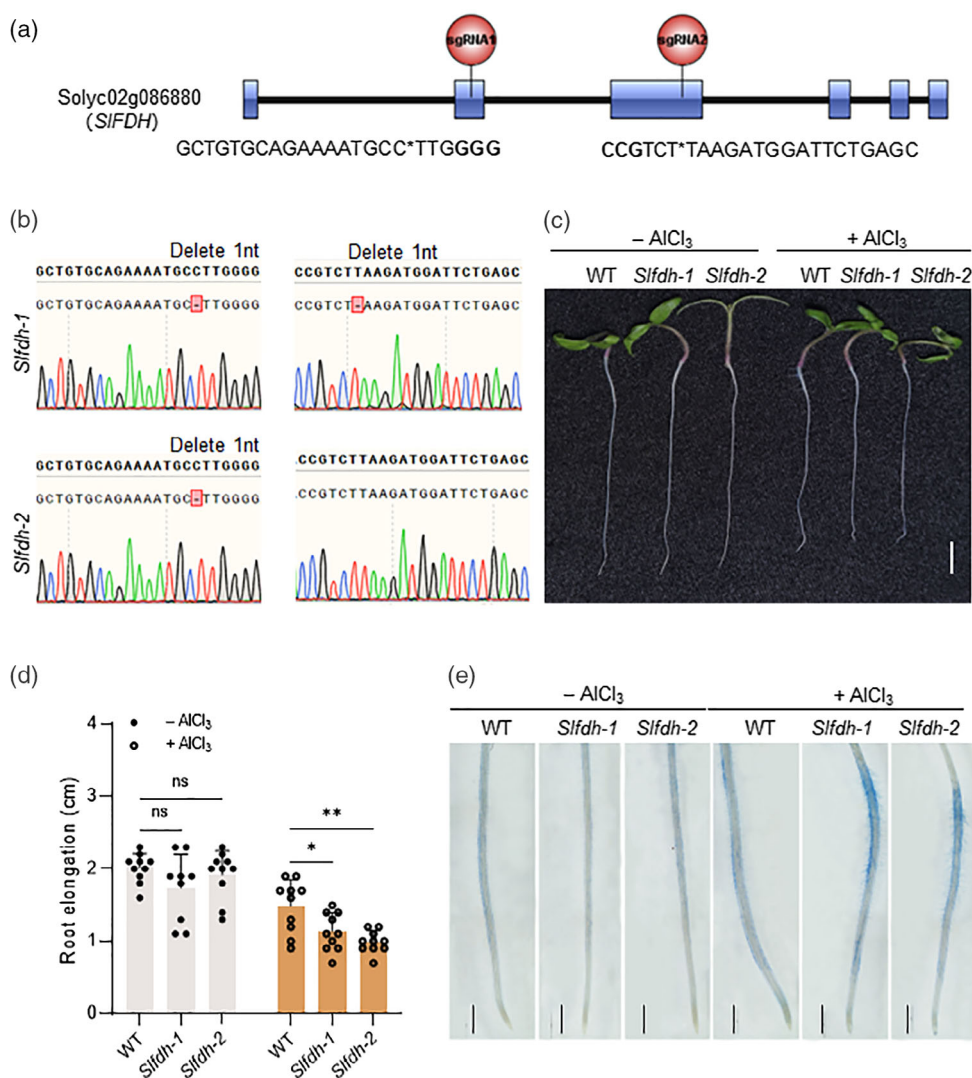 (a)
sgRNA1
sgRNA2
Solyc02g086880
(SlFDH)
GCTGTGCAGAAAATGCC*TTGGGG
CCGTCT*TAAGATGGATTCTGAGC
(b)
Delete 1nt
GCTGTGCAGAAAATGCCTTGGGG
GCTGTGCAGAAAATGC-TTGGGG
Slfdh-1
Delete 1nt
CCGTCTTAAGATGGATTCTGAGC
CCGTCT-AAGATGGATTCTGAGC
Delete 1nt
GCTGTGCAGAAAATGCCTTGGGG
GCTGTGCAGAAAATGC-TTGGGG
Slfdh-2
.CCGTCTTAAGATGGATTCTGAGC
.CCGTCTTAAGATGGATTCTGAGC
(c)
– AlCl3
+ AlCl3
WT Slfdh-1 Slfdh-2
WT Slfdh-1 Slfdh-2
(d)
– AlCl3
+ AlCl3
Root elongation (cm)
4
3
2
1
0
ns
ns
**
*
WT Slfdh-1 Slfdh-2
WT Slfdh-1 Slfdh-2
(e)
– AlCl3
+ AlCl3
WT Slfdh-1 Slfdh-2
WT Slfdh-1 Slfdh-2